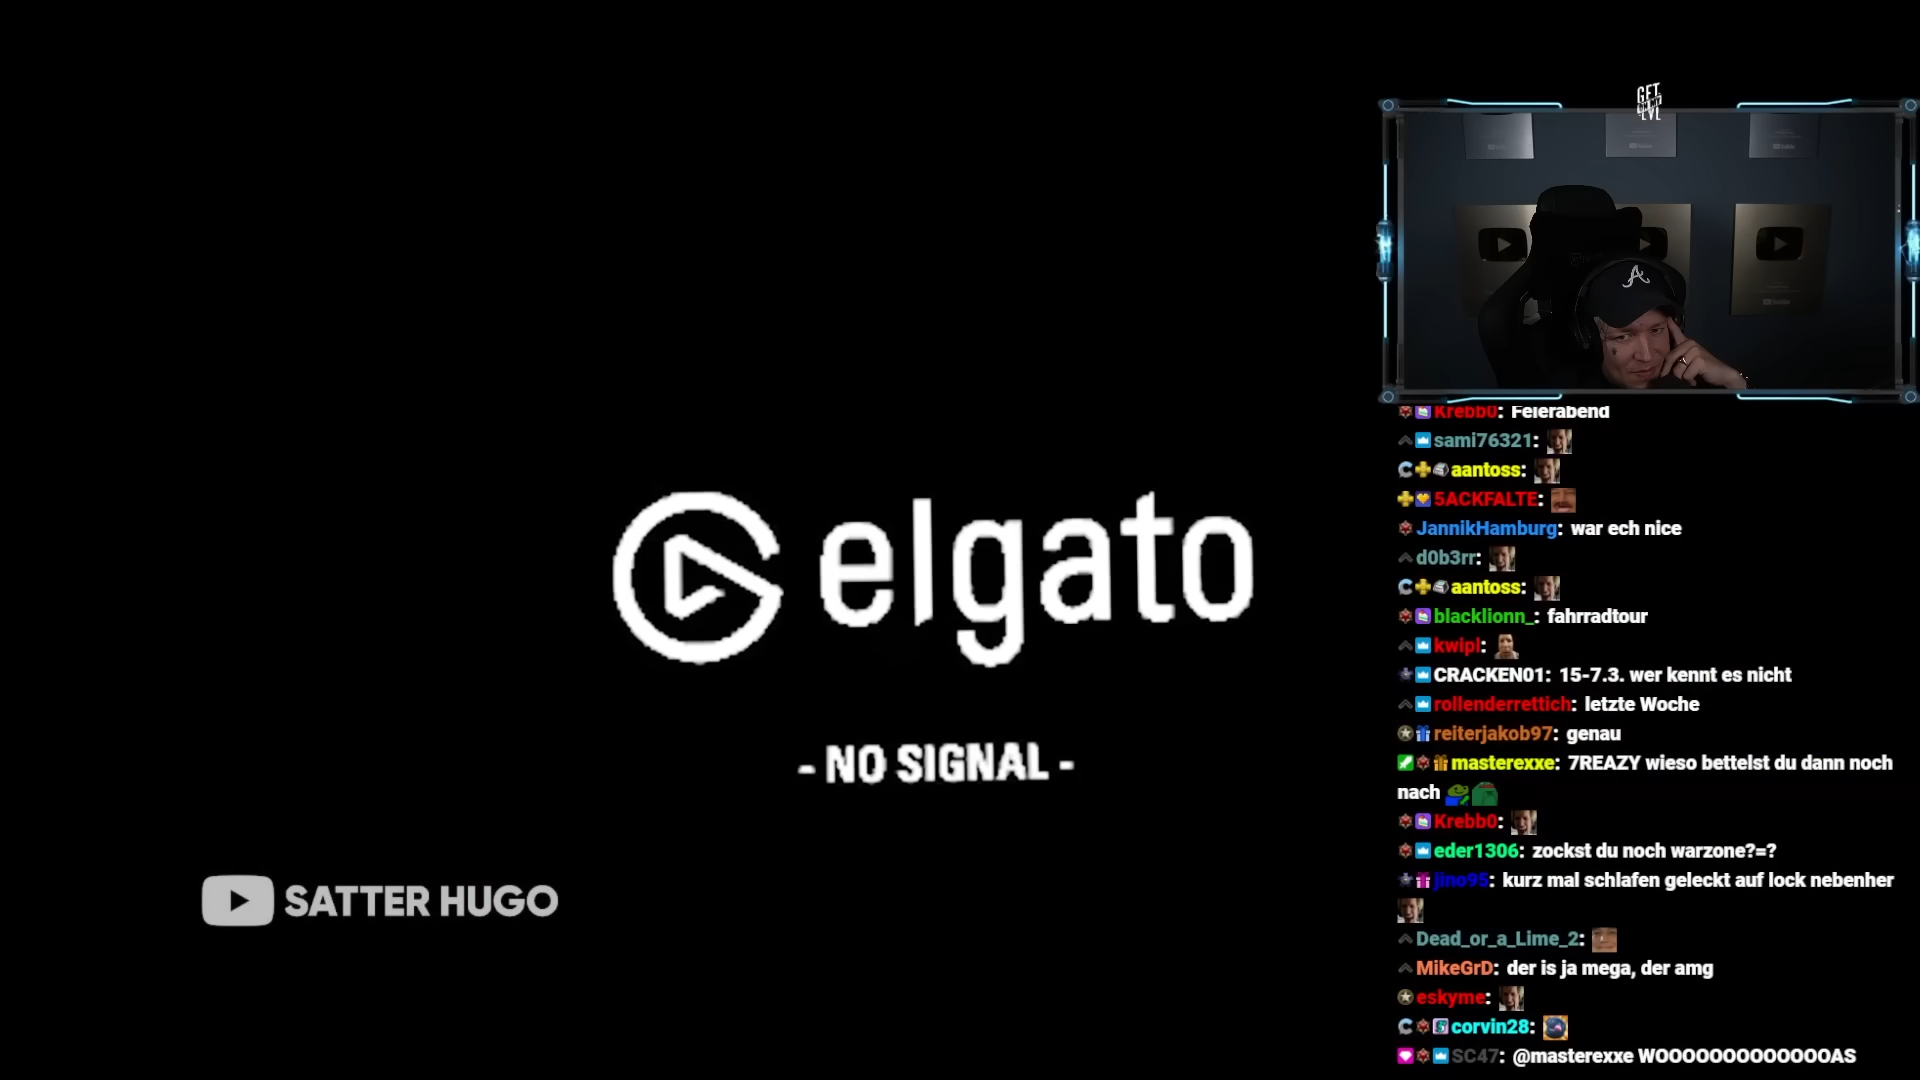 GET
LVL
A
elgato
- NO SIGNAL -
SATTER HUGO
Krebb0: Feierabend
sami76321:
aantoss:
5ACKFALTE:
JannikHamburg: war ech nice
d0b3rr:
aantoss:
blacklionn_: fahrradtour
kwipl:
CRACKEN01: 15-7.3. wer kennt es nicht
rollenderrettich: letzte Woche
reiterjakob97: genau
masterexxe: 7REAZY wieso bettelst du dann noch
nach
Krebb0:
eder1306: zockst du noch warzone?=?
jino95: kurz mal schlafen geleckt auf lock nebenher
Dead_or_a_Lime_2:
MikeGrD: der is ja mega, der amg
eskyme:
corvin28:
SC47: @masterexxe WOOOOOOOOOOOOOAS